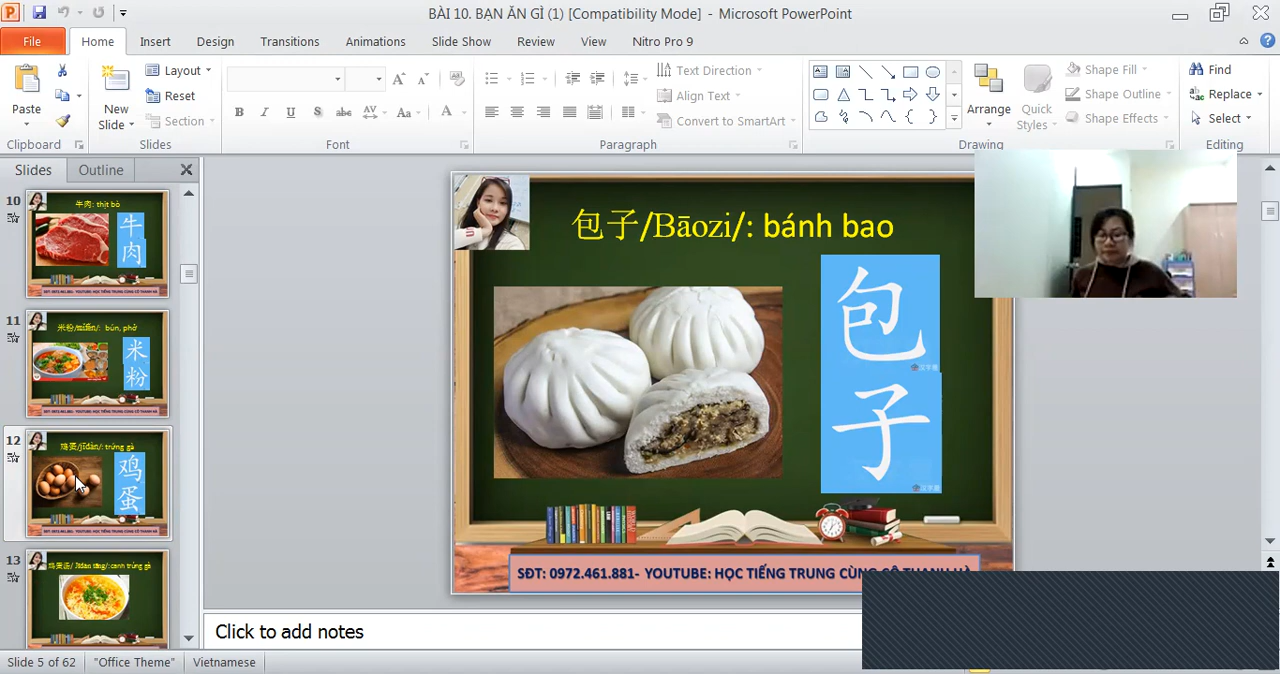 BÀI 10. BẠN ĂN GÌ (1) [Compatibility Mode] - Microsoft PowerPoint
File Home Insert Design Transitions Animations Slide Show Review View Nitro Pro 9
Paste
Clipboard
New Slide
Layout
Reset
Section
Slides
Font
Text Direction
Align Text
Convert to SmartArt
Paragraph
Arrange
Quick Styles
Shape Fill
Shape Outline
Shape Effects
Drawing
Find
Replace
Select
Editing
Slides Outline
10
牛肉: thịt bò
牛
肉
11
米粉/mǐfěn/: bún, phở
米
粉
12
鸡蛋/jīdàn/: trứng gà
鸡
蛋
13
包子/Bāozi/: bánh bao
包
子
SĐT: 0972.461.881- YOUTUBE: HỌC TIẾNG TRUNG CÙNG CÔ THANH HÀ
Click to add notes
Slide 5 of 62 "Office Theme" Vietnamese